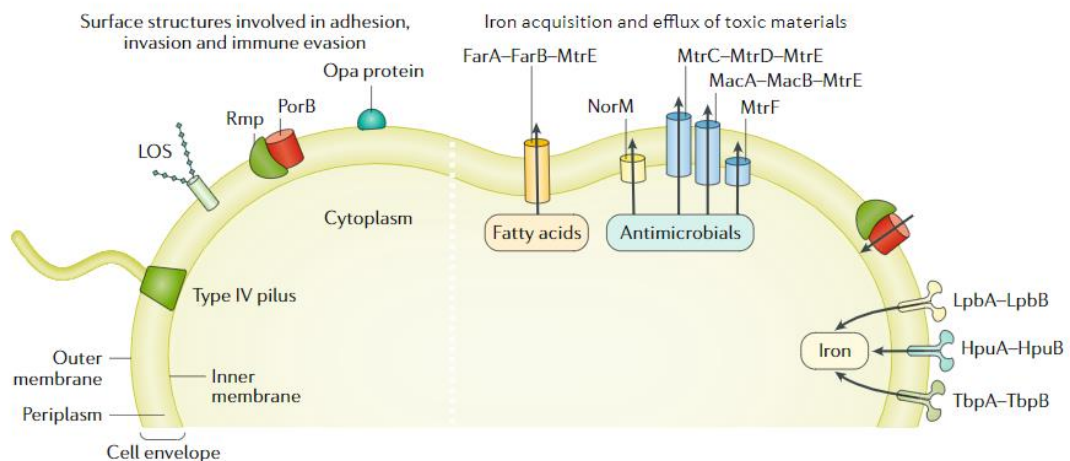 Surface structures involved in adhesion,
invasion and immune evasion
Iron acquisition and efflux of toxic materials
FarA–FarB–MtrE
MtrC–MtrD–MtrE
MacA–MacB–MtrE
MtrF
NorM
Opa protein
PorB
Rmp
LOS
Cytoplasm
Fatty acids
Antimicrobials
Type IV pilus
LpbA–LpbB
HpuA–HpuB
TbpA–TbpB
Iron
Outer
membrane
Inner
membrane
Periplasm
Cell envelope